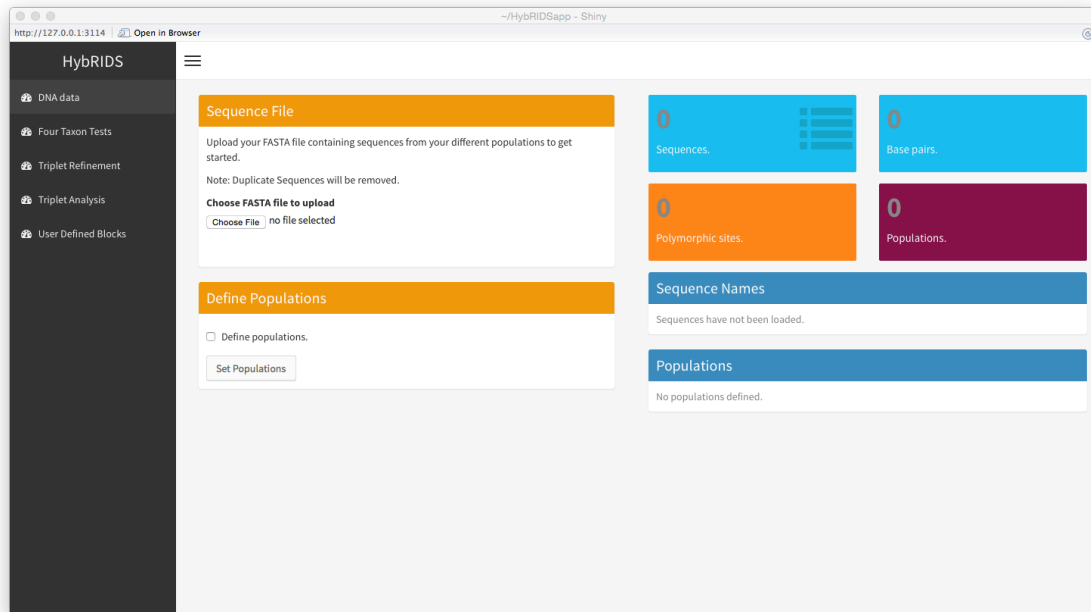 ~/HybRIDSapp - Shiny
http://127.0.0.1:3114
Open in Browser
HybRIDS
DNA data
Four Taxon Tests
Triplet Refinement
Triplet Analysis
User Defined Blocks
Sequence File
Upload your FASTA file containing sequences from your different populations to get
started.
Note: Duplicate Sequences will be removed.
Choose FASTA file to upload
Choose File no file selected
Define Populations
Define populations.
Set Populations
0
Sequences.
0
Base pairs.
0
Polymorphic sites.
0
Populations.
Sequence Names
Sequences have not been loaded.
Populations
No populations defined.